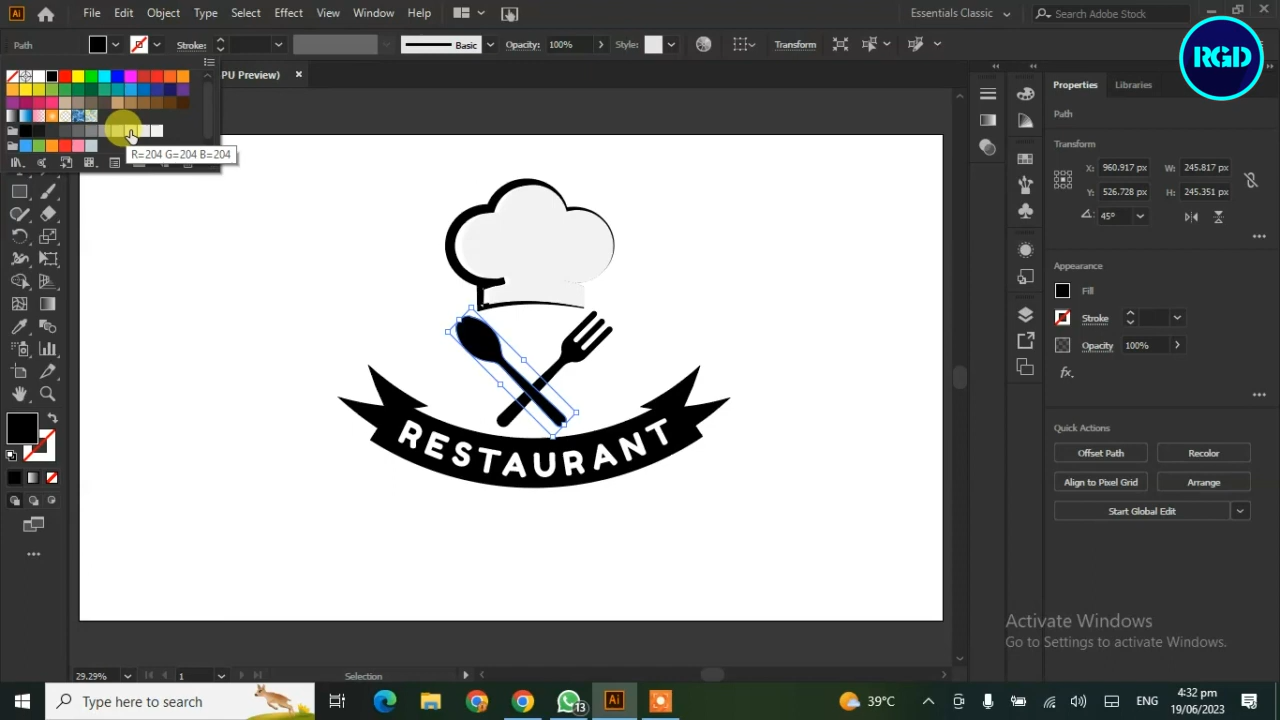 Ai
File
Edit
Object
Type
Select
Effect
View
Window
Help
Essentials Classic
Search Adobe Stock
RGD
Path
Stroke:
Basic
Opacity:
100%
Style:
Transform
PU Preview)
×
R=204 G=204 B=204
Properties
Libraries
Path
Transform
X: 960.917 px
W: 245.817 px
Y: 526.728 px
H: 245.351 px
45°
Appearance
Fill
Stroke
Opacity
100%
fx.
Quick Actions
Offset Path
Recolor
Align to Pixel Grid
Arrange
Start Global Edit
RESTAURANT
Activate Windows
Go to Settings to activate Windows.
29.29%
1
Selection
Type here to search
13
Ai
39°C
ENG
4:32 pm
19/06/2023